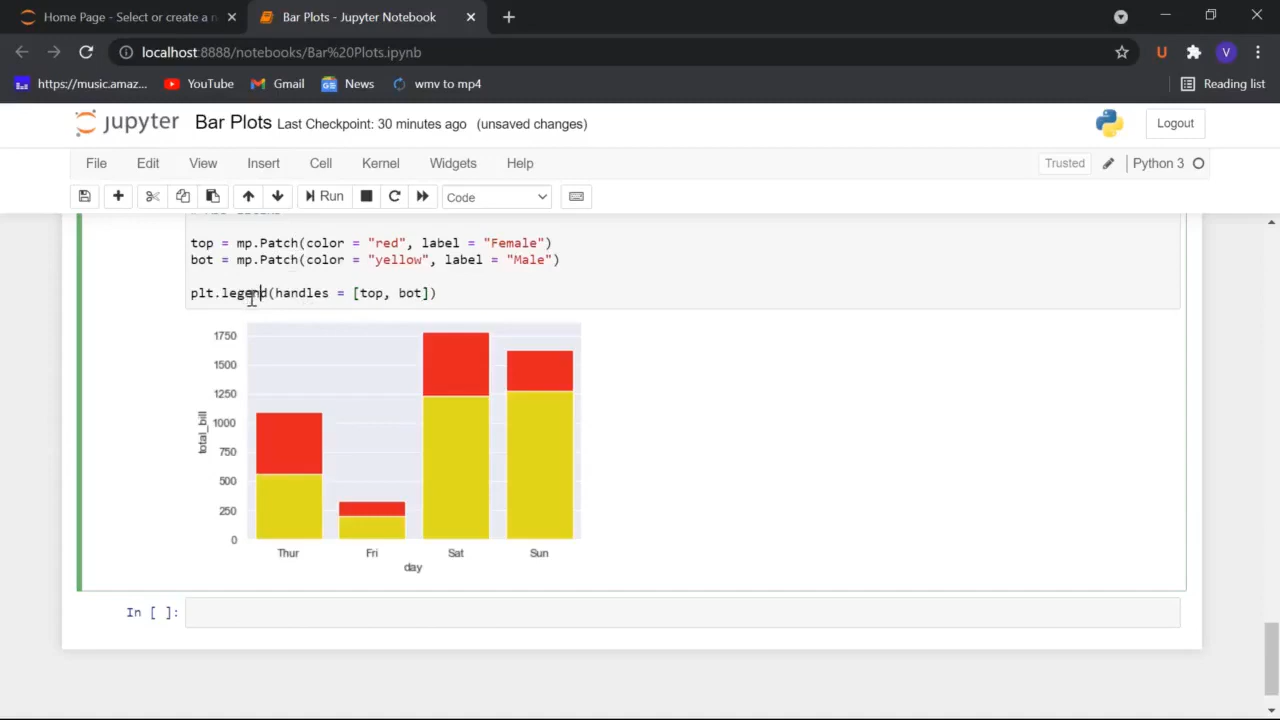 Home Page - Select or create a n
Bar Plots - Jupyter Notebook
localhost:8888/notebooks/Bar%20Plots.ipynb
U
V
https://music.amaz...
YouTube
Gmail
News
wmv to mp4
Reading list
jupyter
Bar Plots Last Checkpoint: 30 minutes ago (unsaved changes)
Logout
File Edit View Insert Cell Kernel Widgets Help
Trusted
Python 3
Run
Code
top = mp.Patch(color = "red", label = "Female")
bot = mp.Patch(color = "yellow", label = "Male")
plt.legend(handles = [top, bot])
1750
1500
1250
1000
750
500
250
0
total_bill
Thur Fri Sat Sun
day
In [ ]: